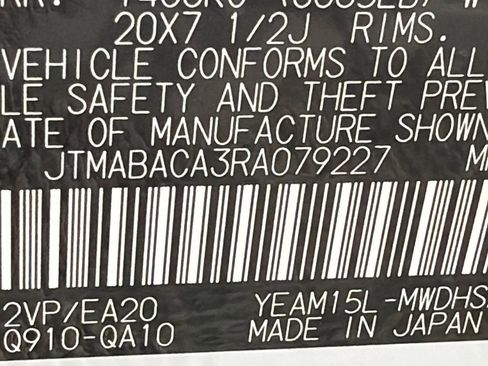 20X7 1/2J RIMS.
VEHICLE CONFORMS TO ALL
LE SAFETY AND THEFT PREV
ATE OF MANUFACTURE SHOWN
JTMABACA3RA079227
2VP/EA20 YEAM15L-MWDHS
Q910-QA10 MADE IN JAPAN